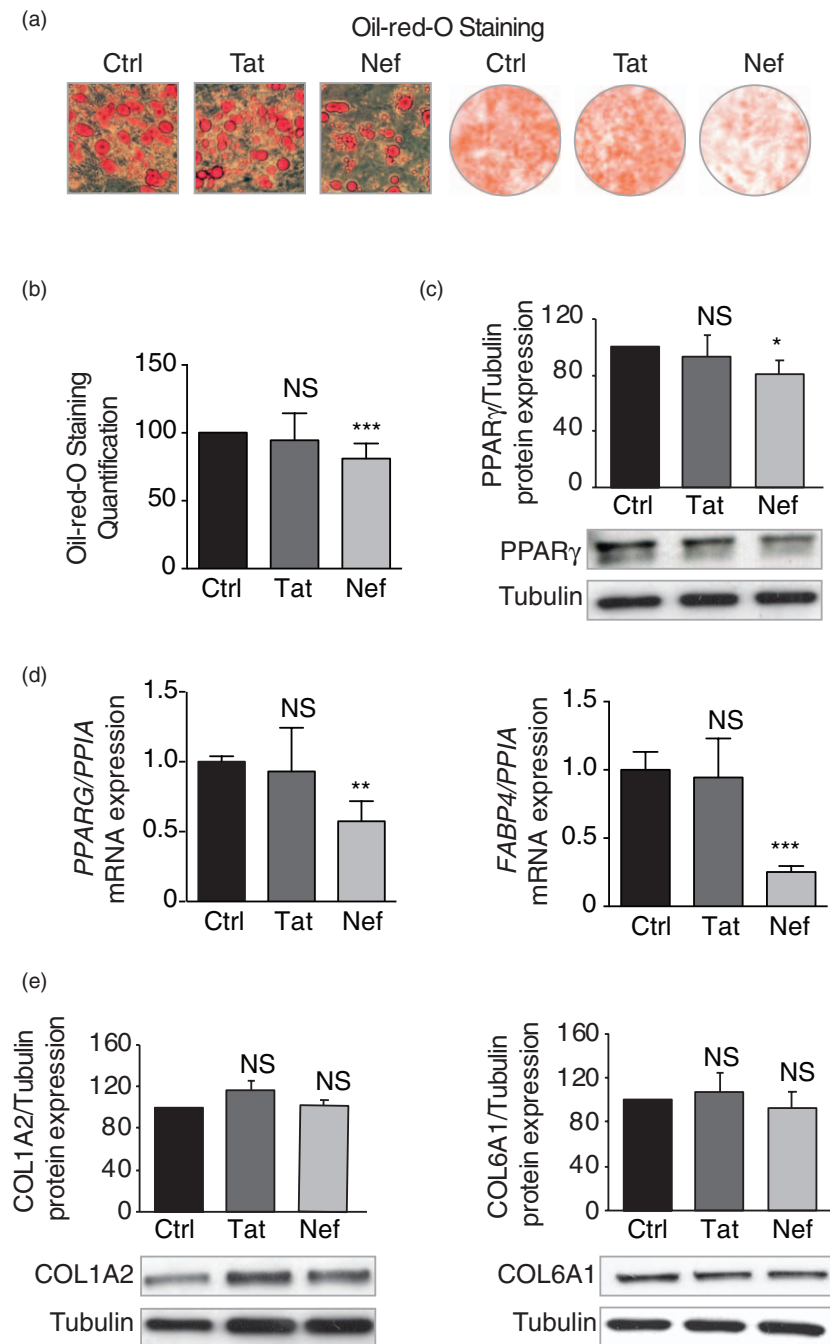 (a)
Oil-red-O Staining
Ctrl Tat Nef Ctrl Tat Nef
(b)
Oil-red-O Staining
Quantification
150
100
50
0
NS
***
Ctrl Tat Nef
(c)
PPARγ/Tubulin
protein expression
120
80
40
0
NS
*
Ctrl Tat Nef
PPARγ
Tubulin
(d)
PPARG/PPIA
mRNA expression
1.5
1.0
0.5
0
NS
**
Ctrl Tat Nef
FABP4/PPIA
mRNA expression
1.5
1.0
0.5
0
NS
***
Ctrl Tat Nef
(e)
COL1A2/Tubulin
protein expression
160
120
80
40
0
NS
NS
Ctrl Tat Nef
COL1A2
Tubulin
COL6A1/Tubulin
protein expression
160
120
80
40
0
NS
NS
Ctrl Tat Nef
COL6A1
Tubulin